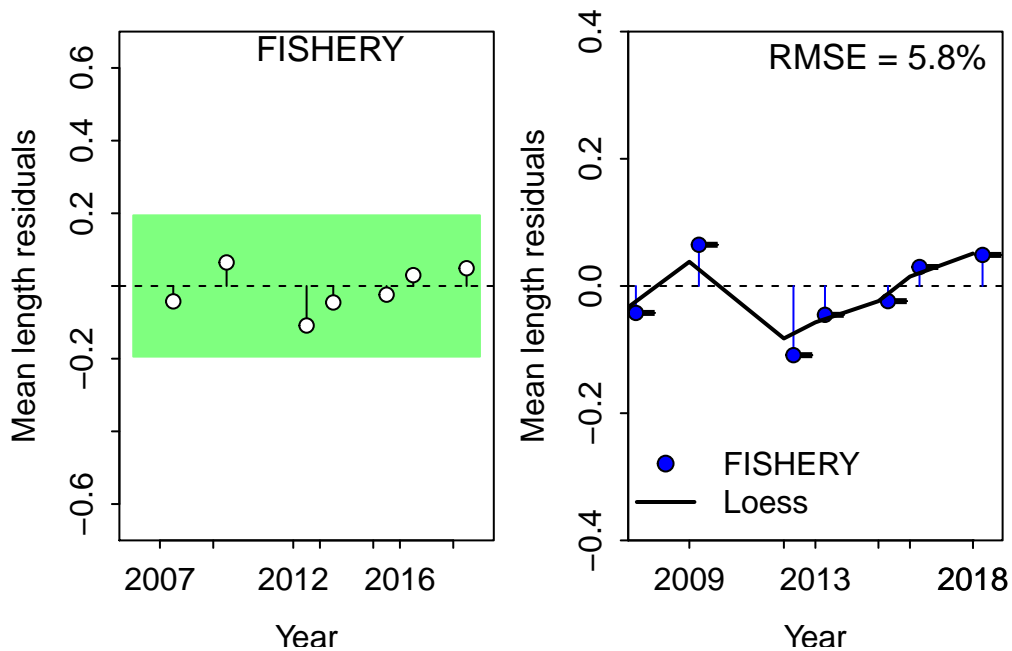 FISHERY
Mean length residuals
0.6
0.4
0.2
0.0
−0.2
−0.6
2007
2012
2016
Year
RMSE = 5.8%
Mean length residuals
0.4
0.2
0.0
−0.2
−0.4
FISHERY
Loess
2009
2013
2018
Year